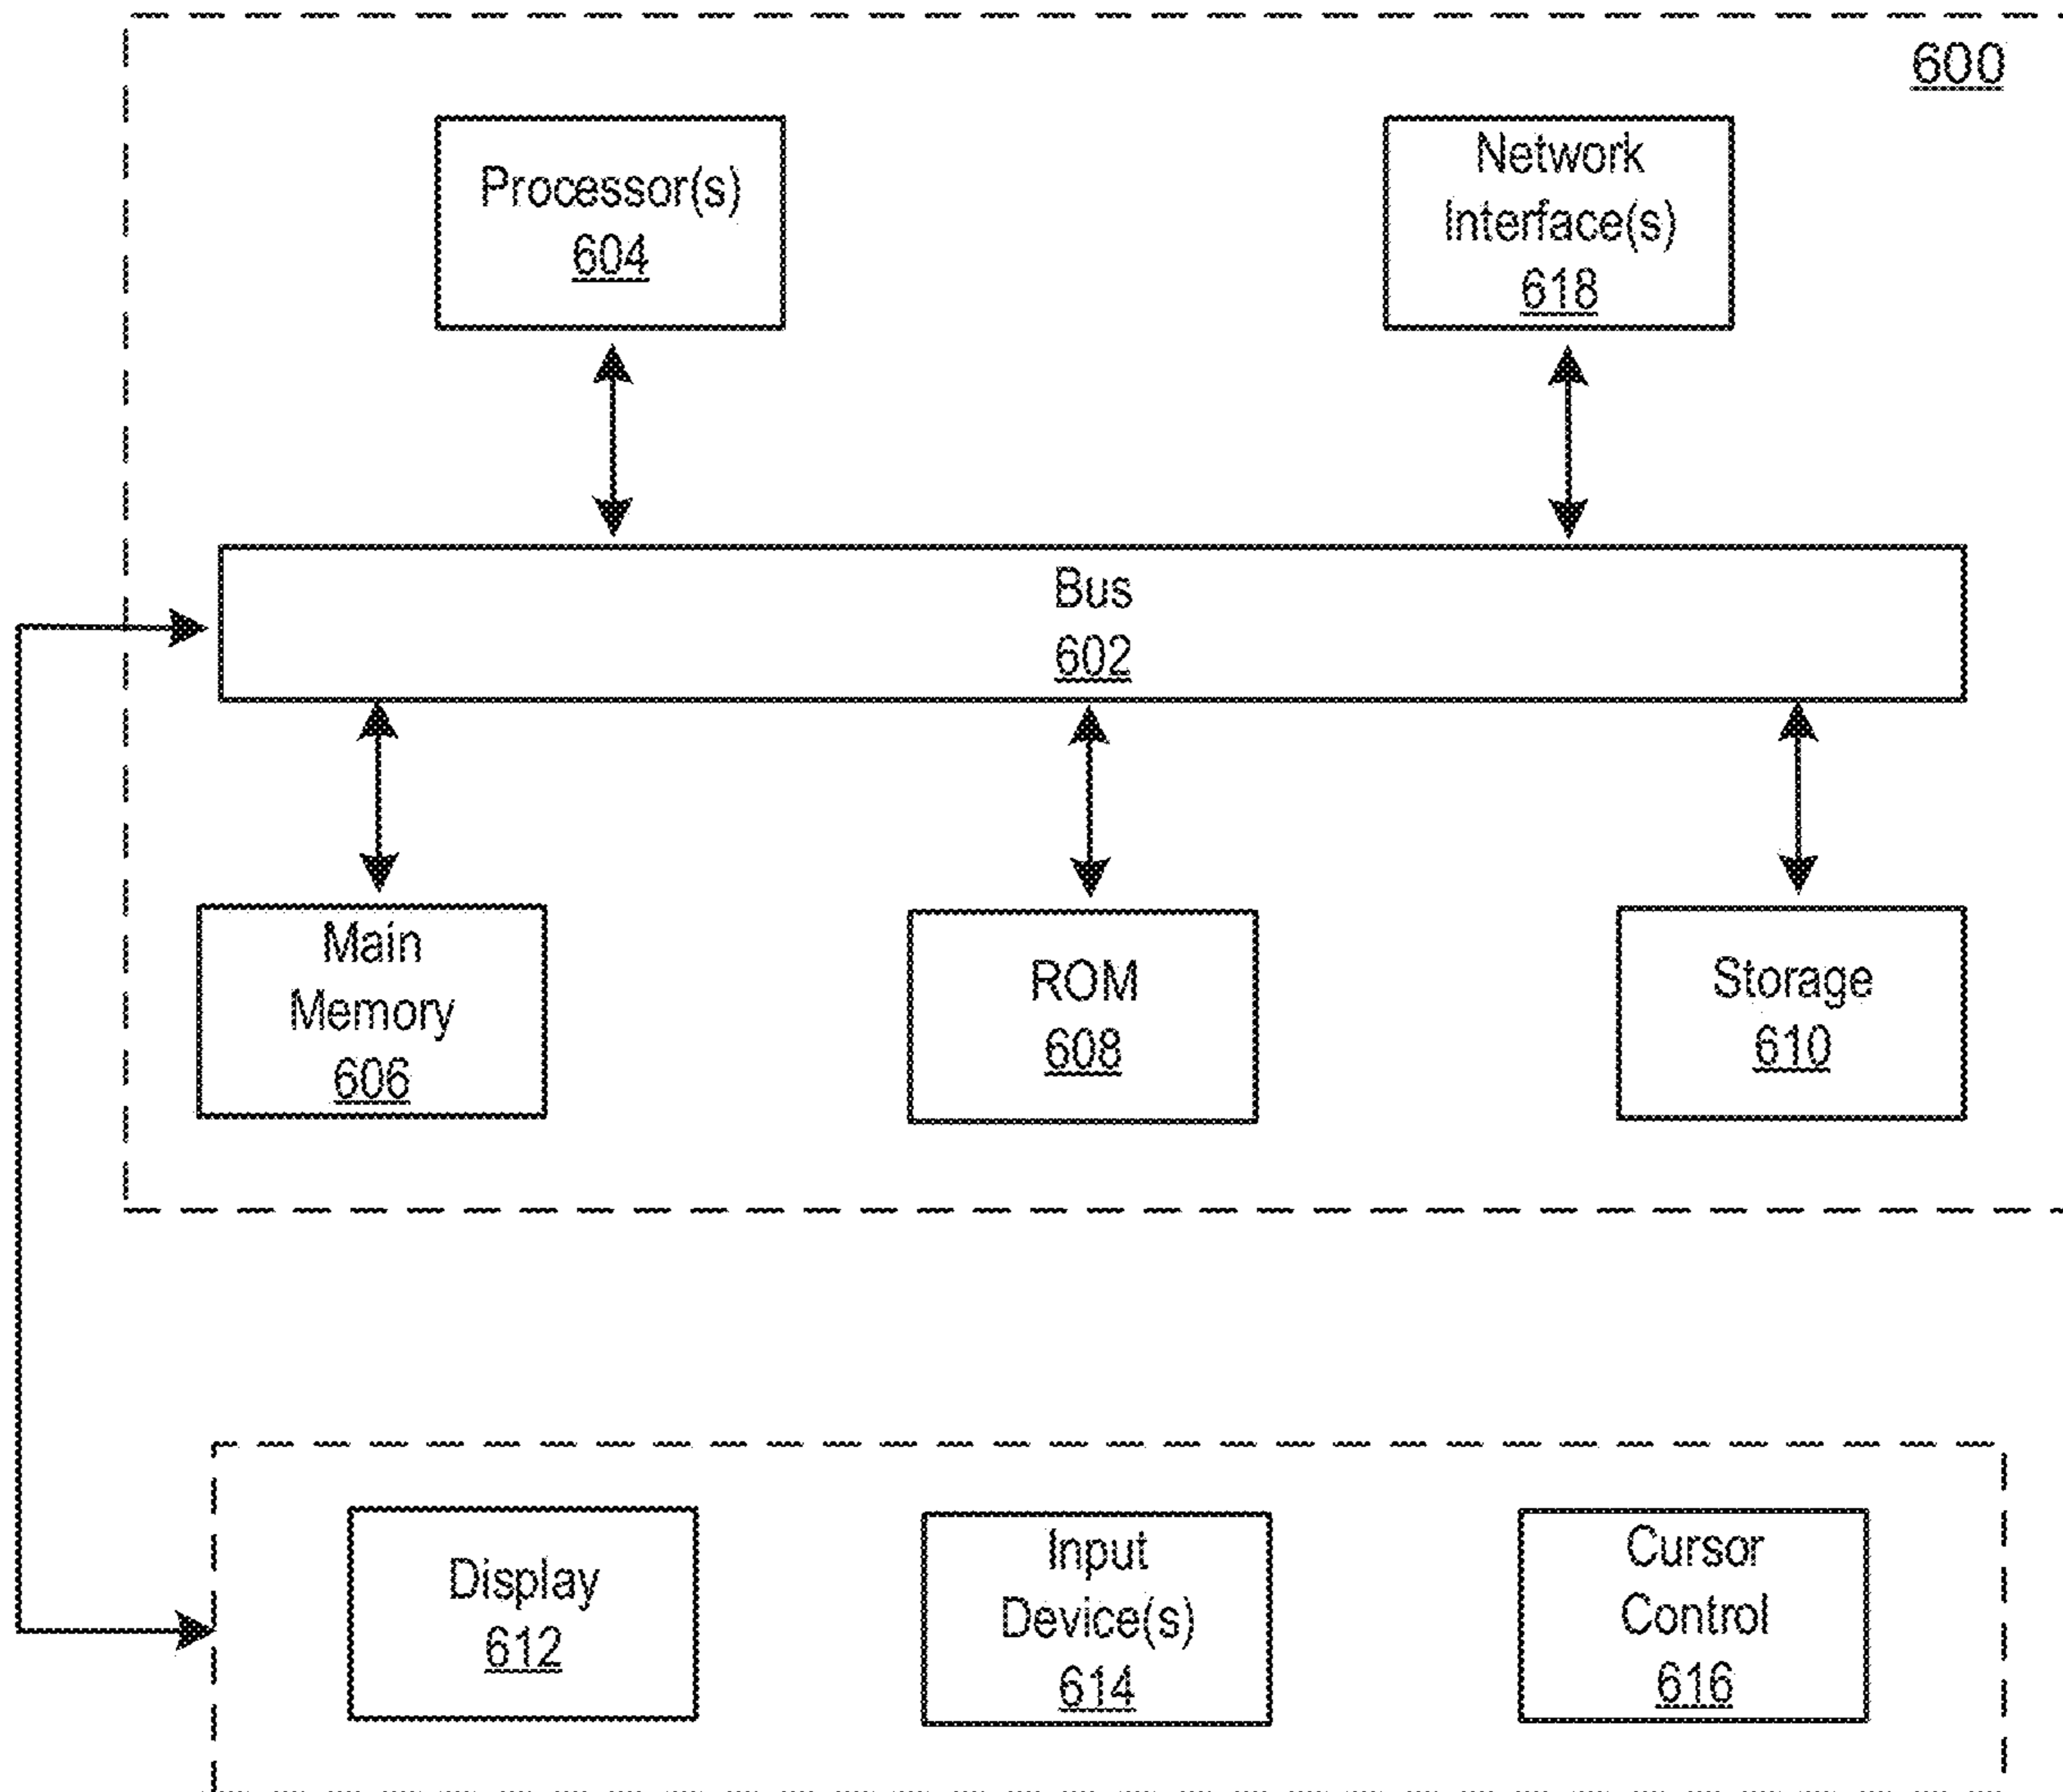 600
Processor(s)
604
Network
Interface(s)
618
Bus
602
Main
Memory
606
ROM
608
Storage
610
Display
612
Input
Device(s)
614
Cursor
Control
616